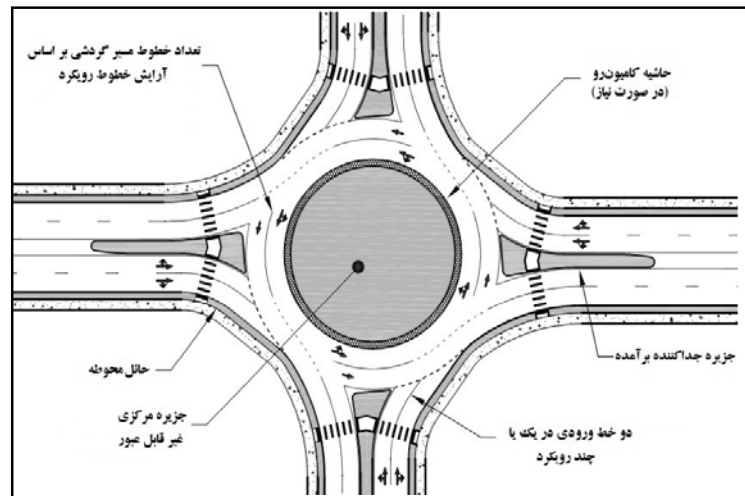 تعداد خطوط مسیر گردشی بر اساس
آرایش خطوط رویکرد
حاشیه کامیون‌رو
(در صورت نیاز)
جزیره جداکننده برآمده
حائل محوطه
جزیره مرکزی
غیر قابل عبور
دو خط ورودی در یک یا
چند رویکرد